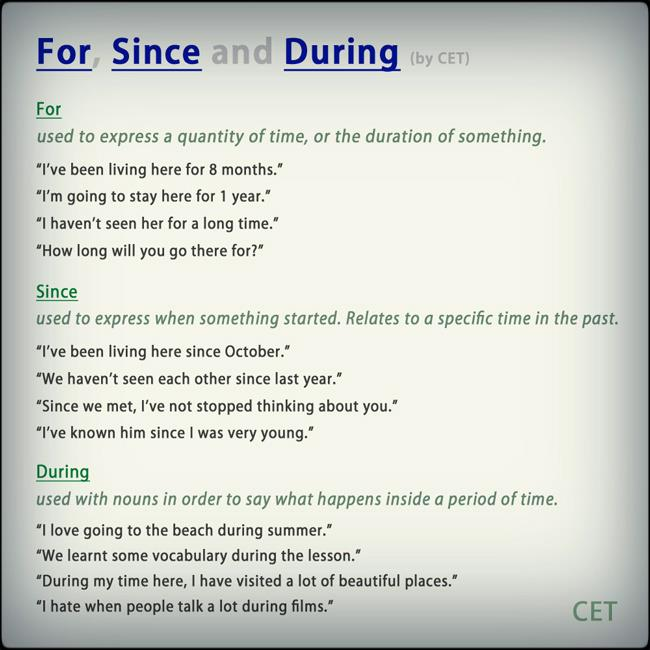 For, Since and During (by CET)
For
used to express a quantity of time, or the duration of something.
“I’ve been living here for 8 months.”
“I’m going to stay here for 1 year.”
“I haven’t seen her for a long time.”
“How long will you go there for?”
Since
used to express when something started. Relates to a specific time in the past.
“I’ve been living here since October.”
“We haven’t seen each other since last year.”
“Since we met, I’ve not stopped thinking about you.”
“I’ve known him since I was very young.”
During
used with nouns in order to say what happens inside a period of time.
“I love going to the beach during summer.”
“We learnt some vocabulary during the lesson.”
“During my time here, I have visited a lot of beautiful places.”
“I hate when people talk a lot during films.”
CET